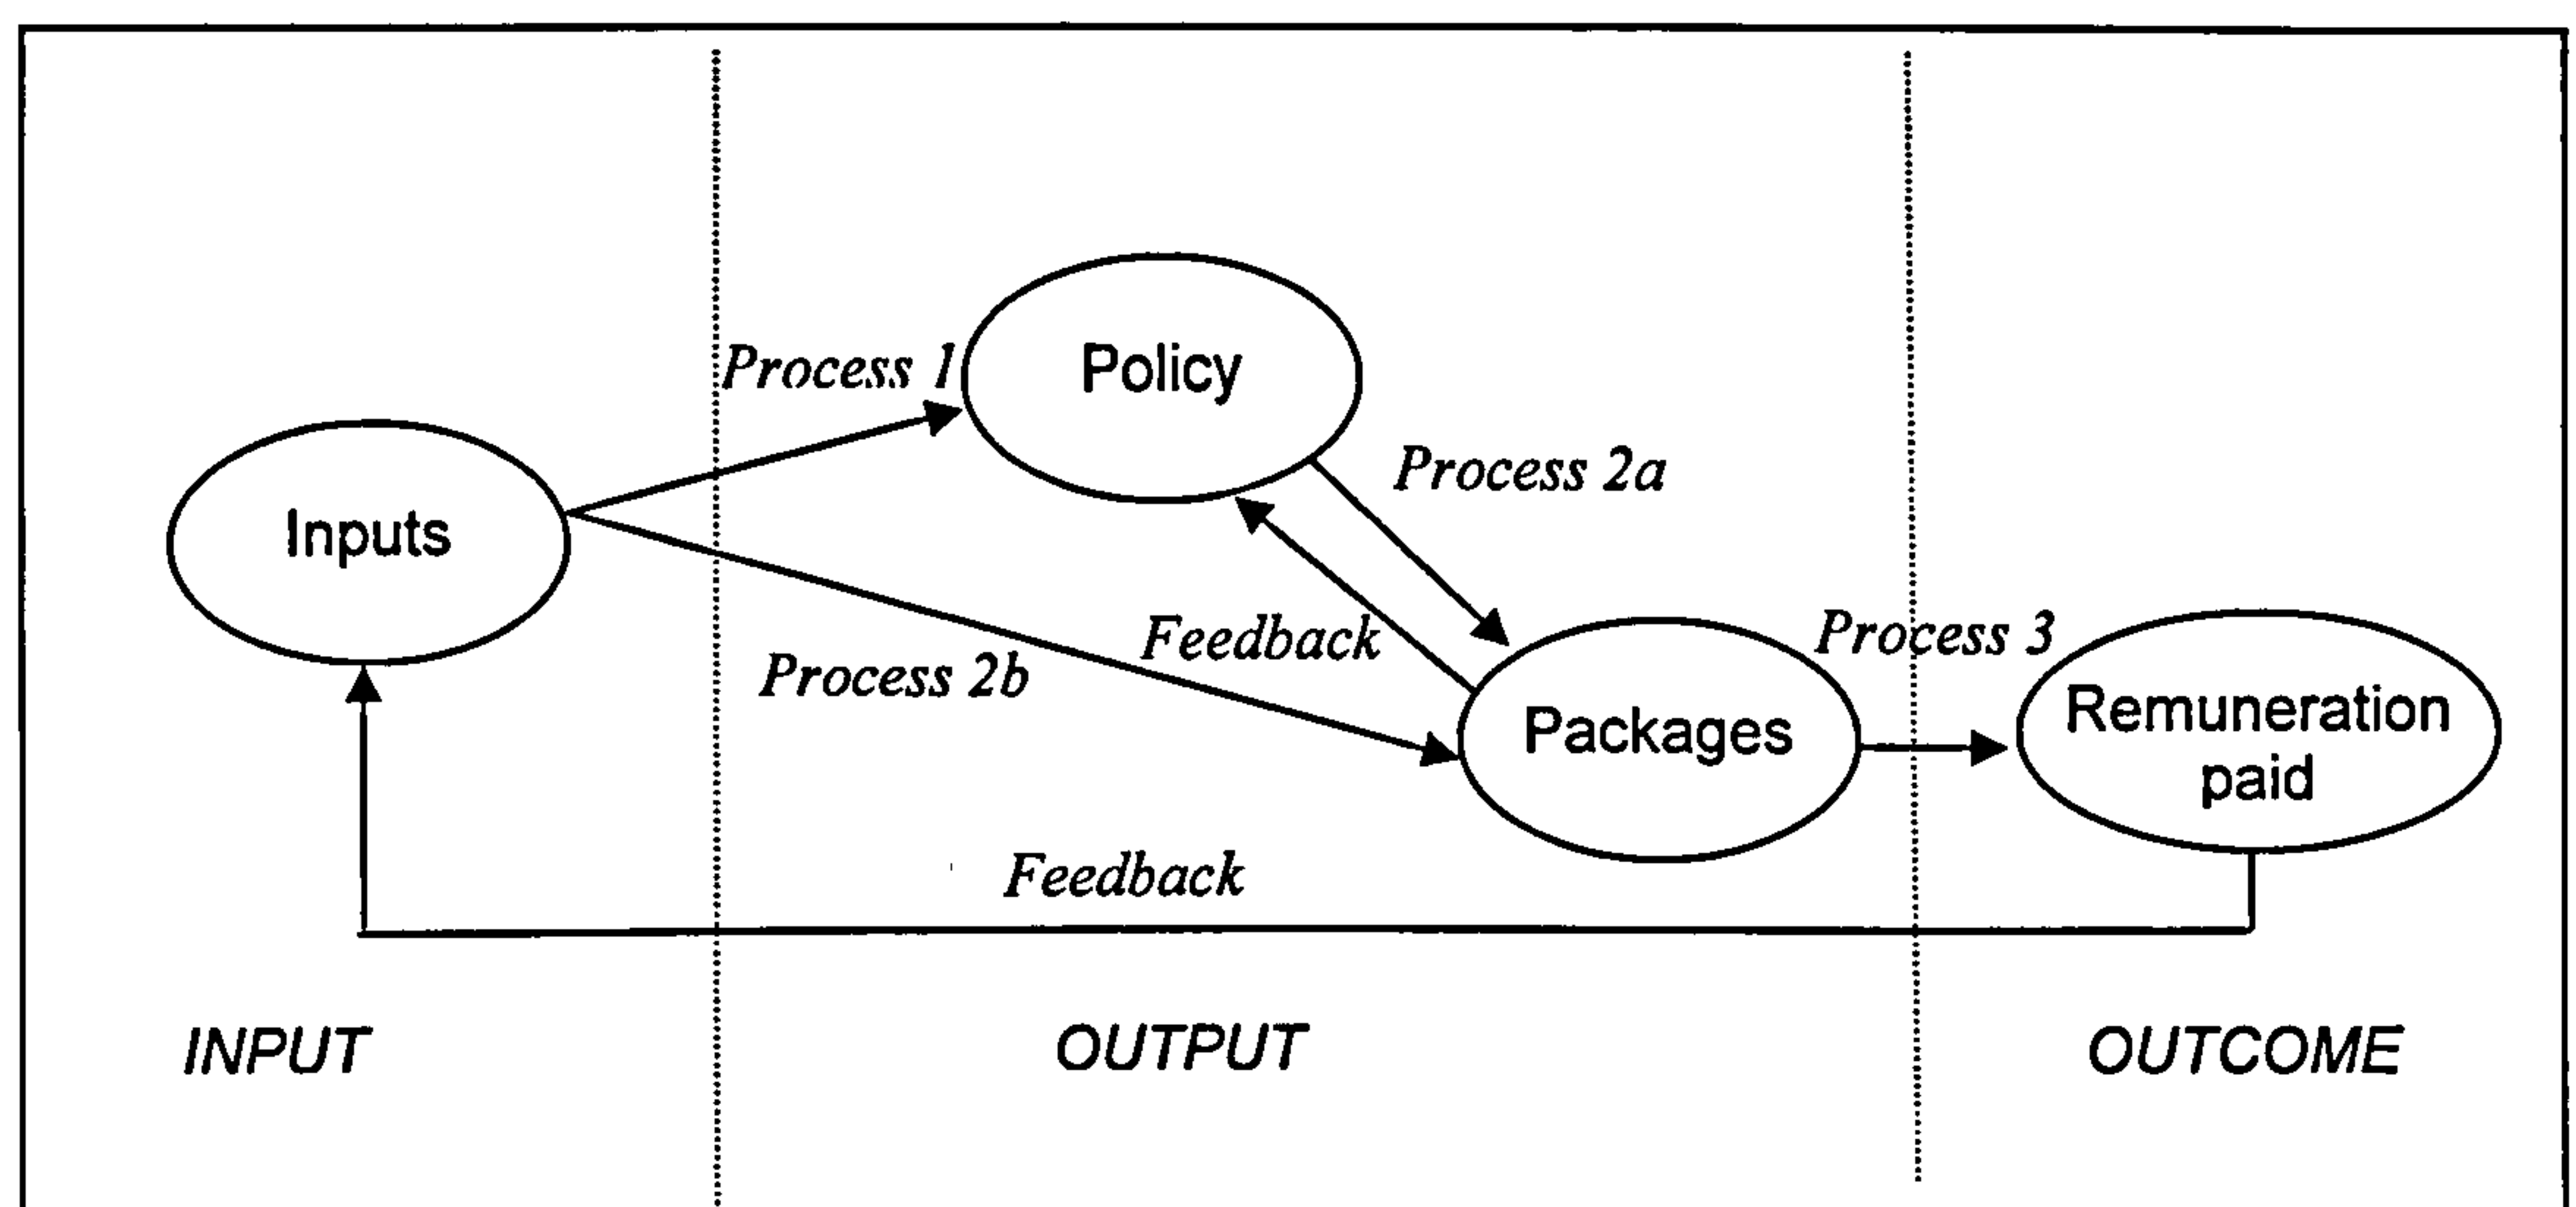 Process 1
Policy
Process 2a
Inputs
Feedback
Process 2b
Process 3
Packages
Remuneration
paid
Feedback
INPUT
OUTPUT
OUTCOME